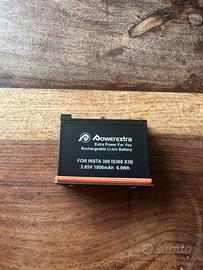 Powerextra
Extra Power For You
Rechargeable Li-ion Battery
FOR INSTA 360 IS360 X3B
3.85V 1800mAh 6.9Wh
subito